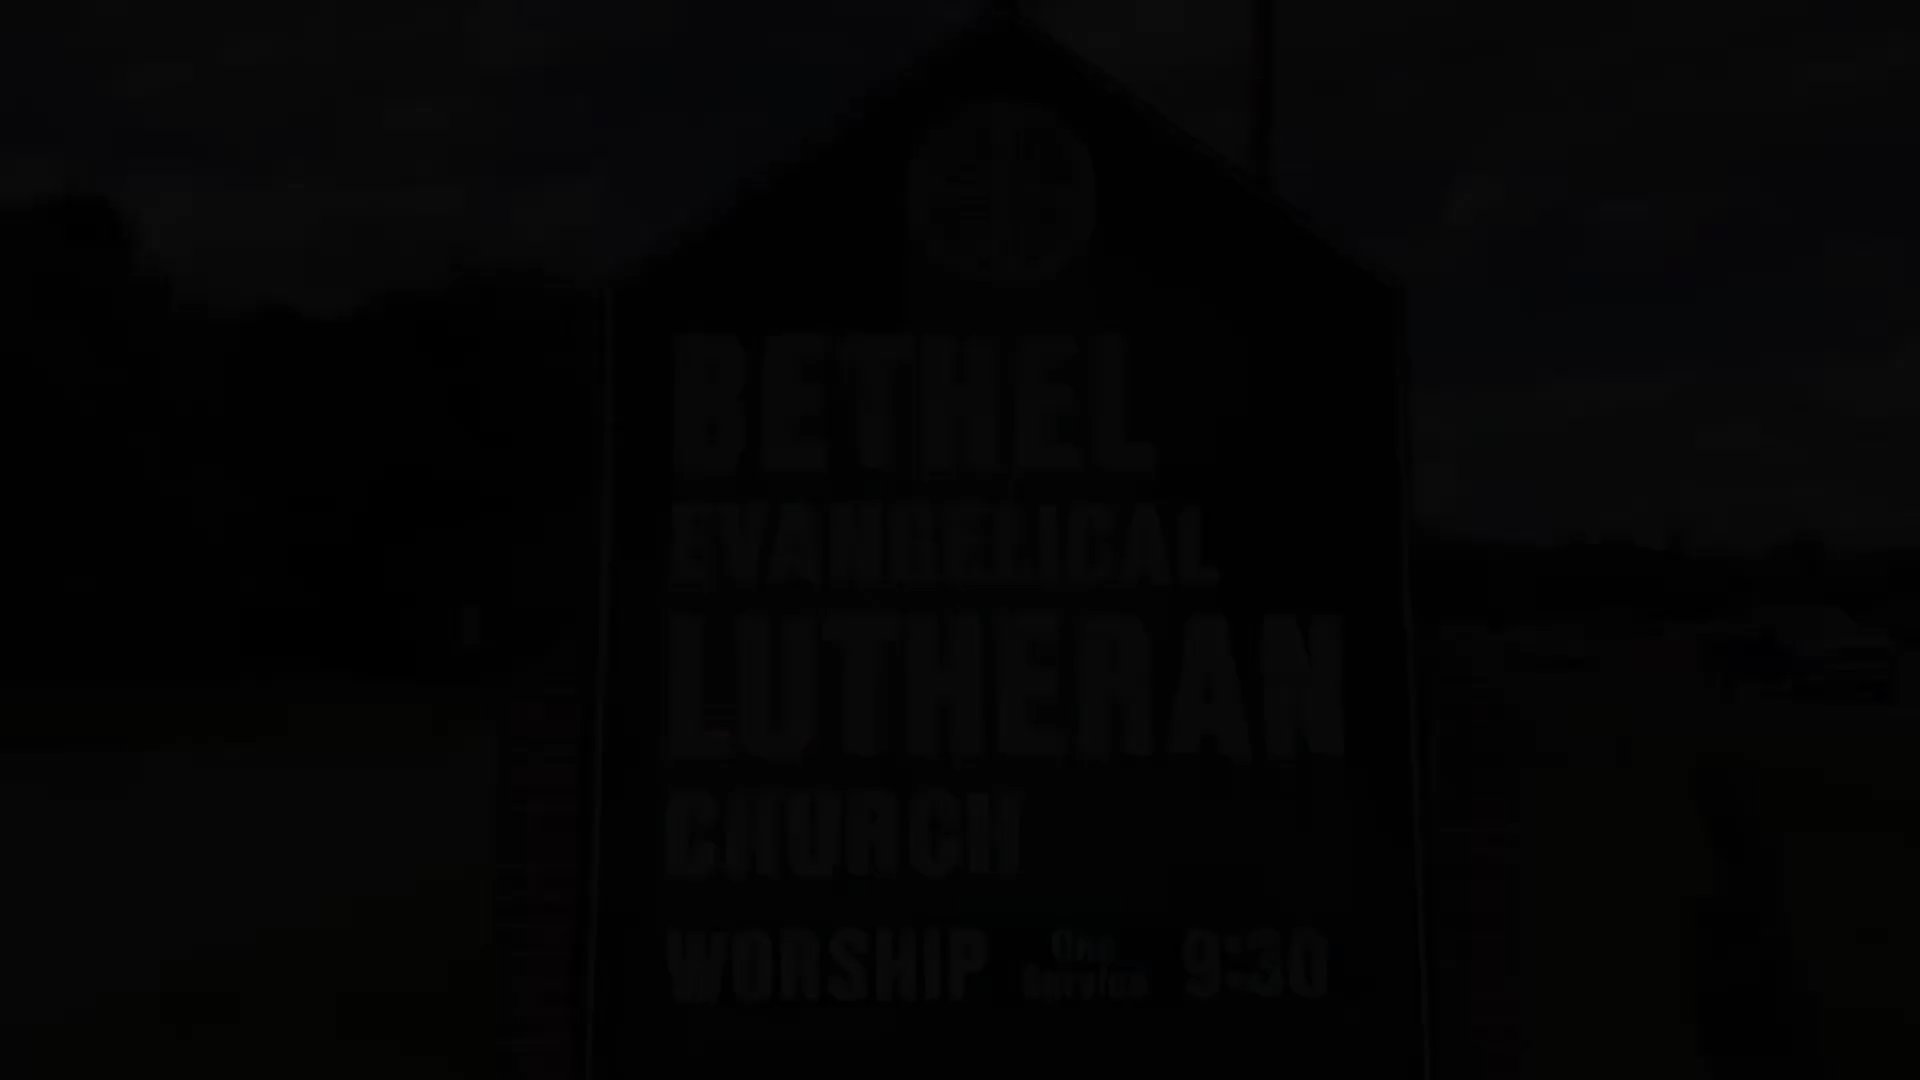 BETHEL
EVANGELICAL
LUTHERAN
CHURCH
WORSHIP One Service 9:30